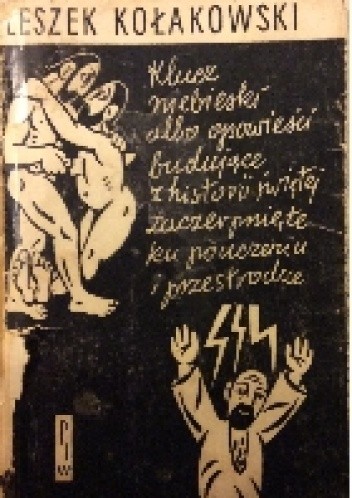 LESZEK KOŁAKOWSKI
Klucz
niebieski
albo opowieści
budujące
z historii świętej
zaczerpnięte
ku pouczeniu
i przestrodze
PIW